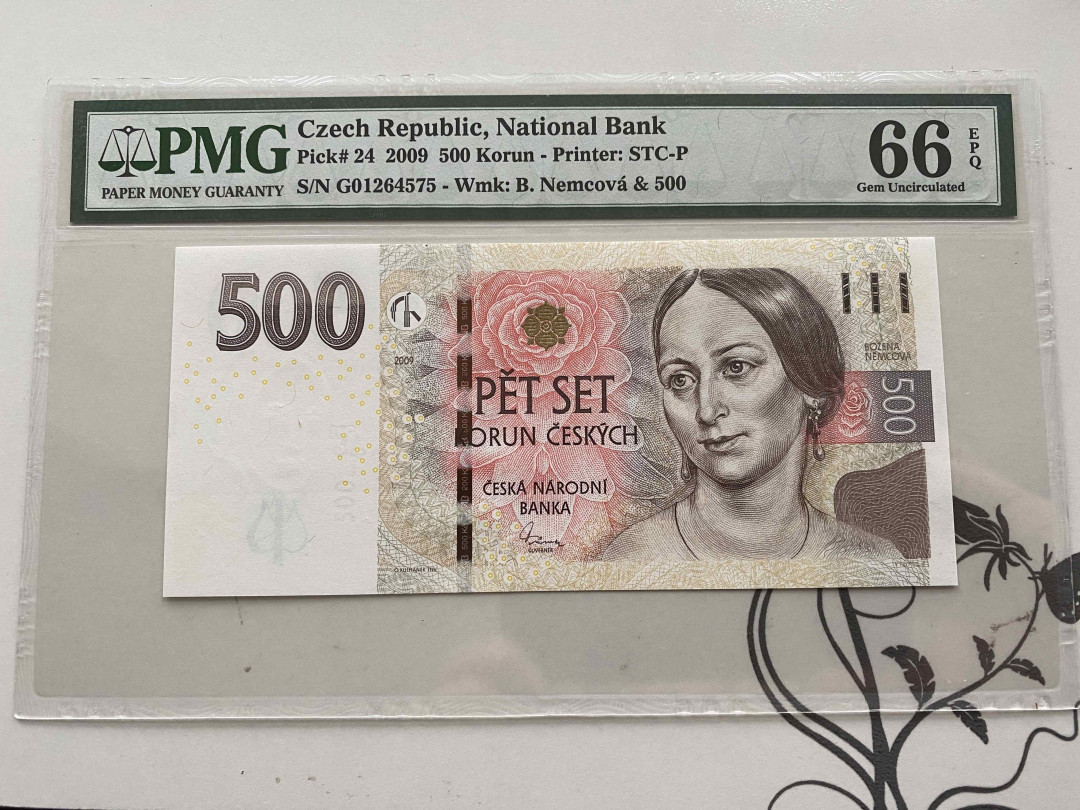 PMG
PAPER MONEY GUARANTY
Czech Republic, National Bank
Pick# 24 2009 500 Korun - Printer: STC-P
S/N G01264575 - Wmk: B. Nemcová & 500
66
EPQ
Gem Uncirculated
500
2009
PĚT SET
KORUN ČESKÝCH
ČESKÁ NÁRODNÍ
BANKA
GUVERNÉR
BOŽENA
NĚMCOVÁ
500